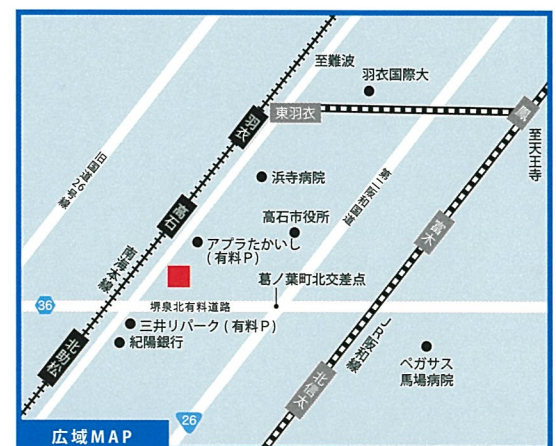 至難波
羽衣国際大
羽衣
東羽衣
鳳
至天王寺
旧国道26号線
浜寺病院
第二阪和国道
高石
高石市役所
富木
アプラたかいし
(有料P)
南海本線
葛ノ葉町北交差点
36
堺泉北有料道路
三井リパーク(有料P)
紀陽銀行
JR阪和線
北助松
ペガサス
馬場病院
北信太
26
広域MAP